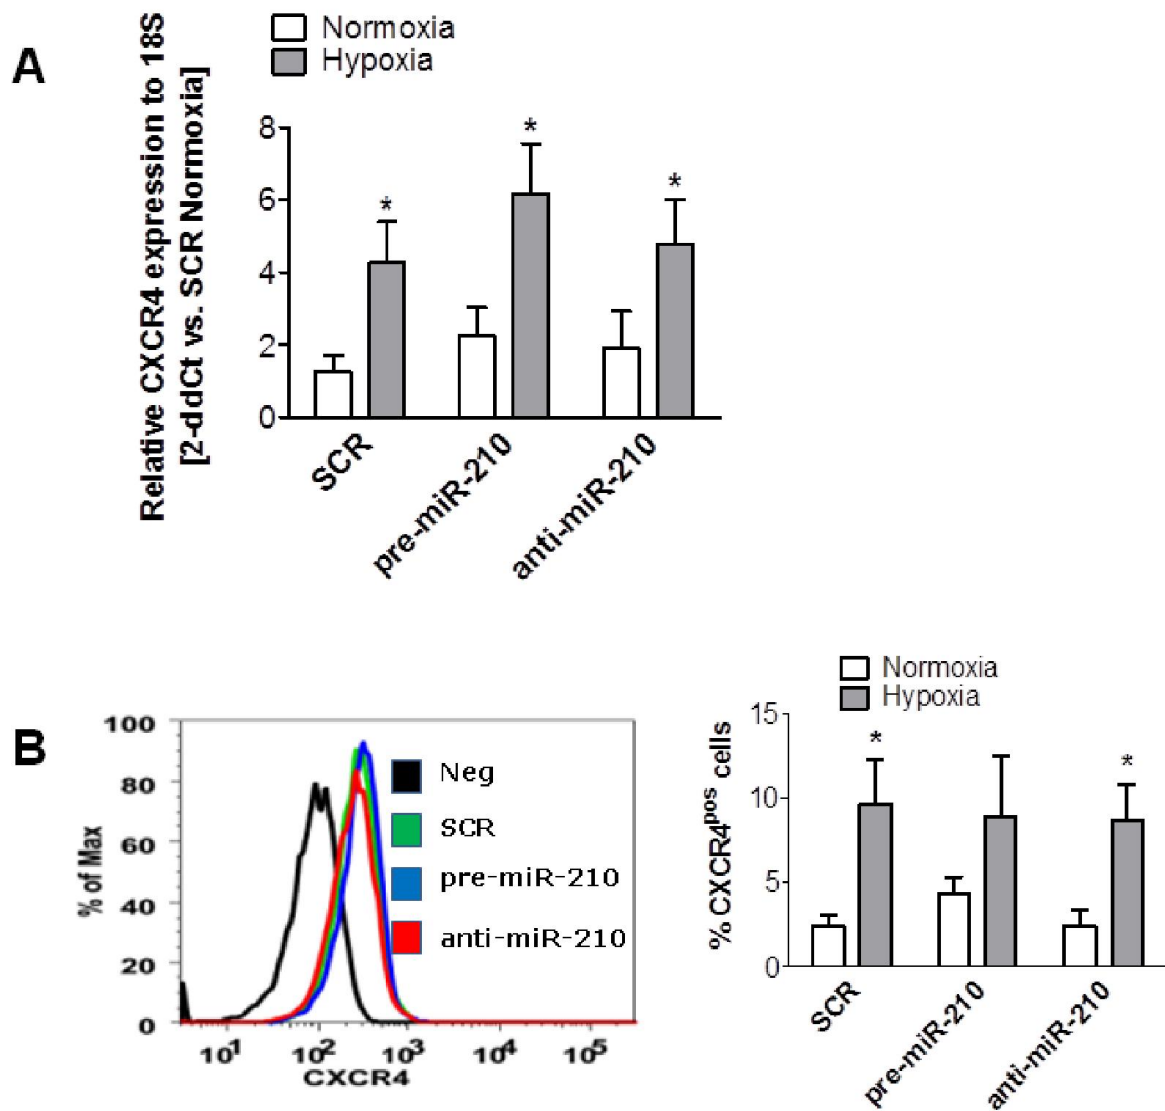 A
Normoxia
Hypoxia
Relative CXCR4 expression to 18S
[2-ddCt vs. SCR Normoxia]
8
6
4
2
0
*
*
*
SCR
pre-miR-210
anti-miR-210
B
100
80
60
40
20
0
% of Max
Neg
SCR
pre-miR-210
anti-miR-210
10¹ 10² 10³ 10⁴ 10⁵
CXCR4
Normoxia
Hypoxia
% CXCR4ᵖᵒˢ cells
15
10
5
0
*
*
SCR
pre-miR-210
anti-miR-210